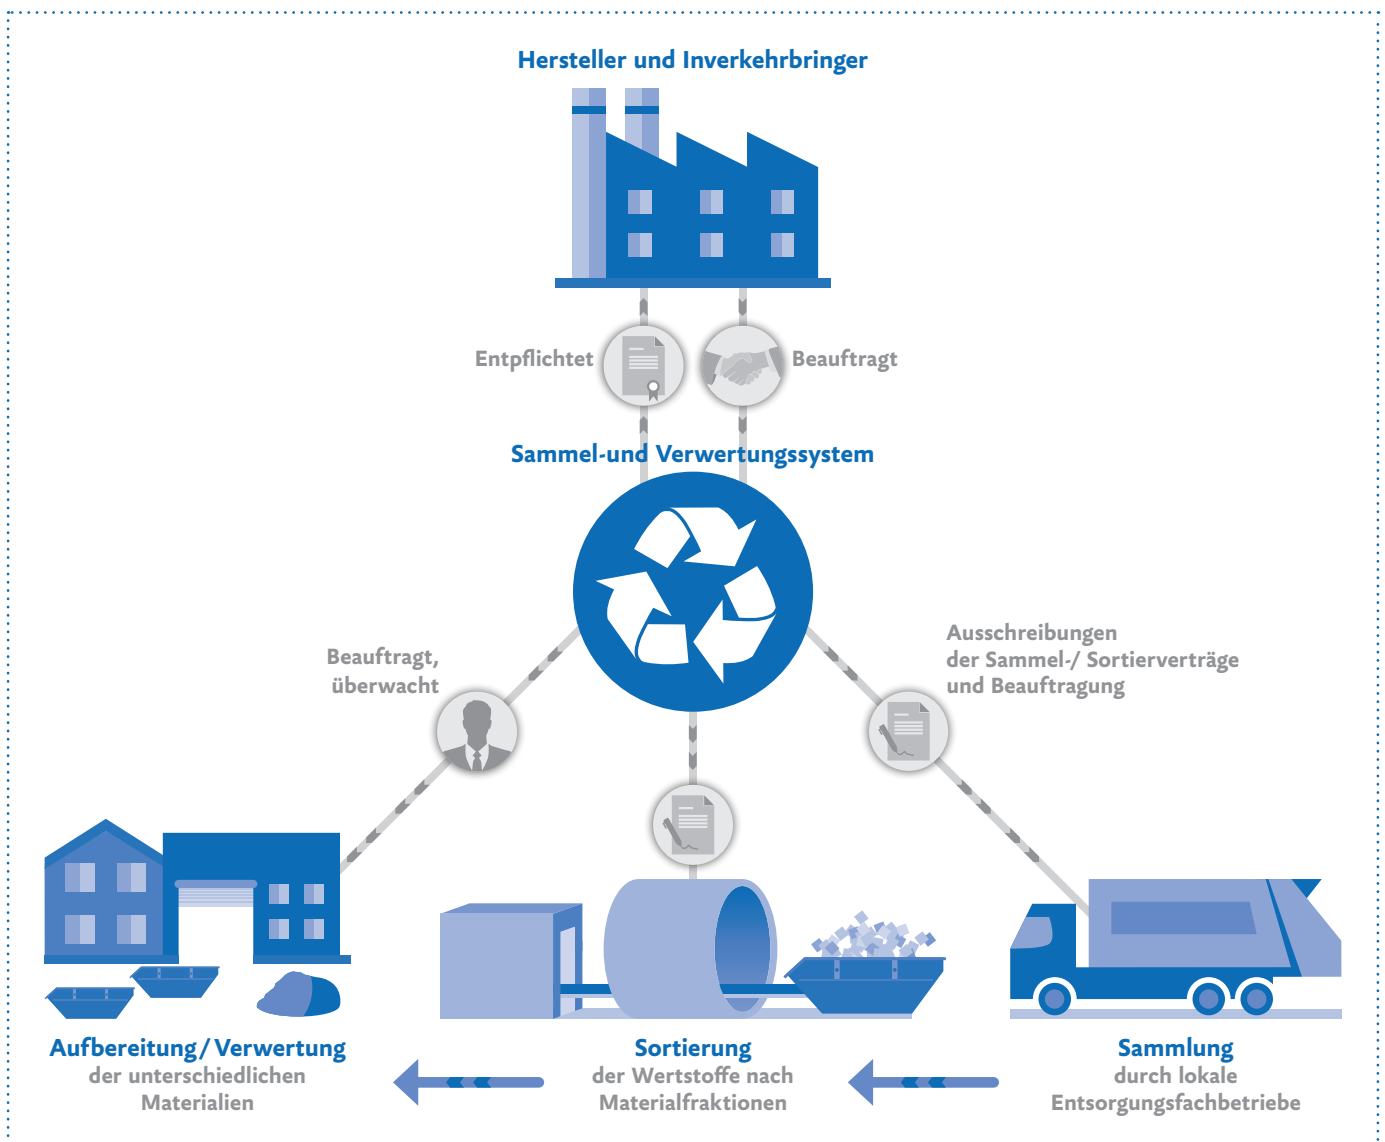 Hersteller und Inverkehrbringer
Entpflichtet
Beauftragt
Sammel-und Verwertungssystem
Beauftragt,
überwacht
Ausschreibungen
der Sammel-/ Sortierverträge
und Beauftragung
Aufbereitung/Verwertung
der unterschiedlichen
Materialien
Sortierung
der Wertstoffe nach
Materialfraktionen
Sammlung
durch lokale
Entsorgungsfachbetriebe